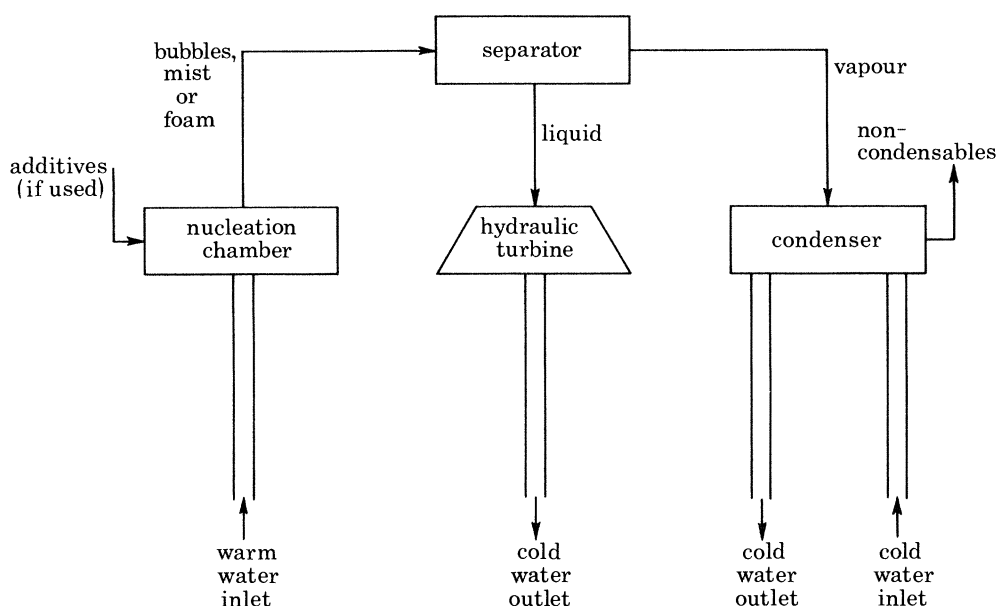 bubbles,
mist
or
foam
separator
vapour
liquid
non-
condensables
additives
(if used)
nucleation
chamber
hydraulic
turbine
condenser
warm
water
inlet
cold
water
outlet
cold
water
outlet
cold
water
inlet